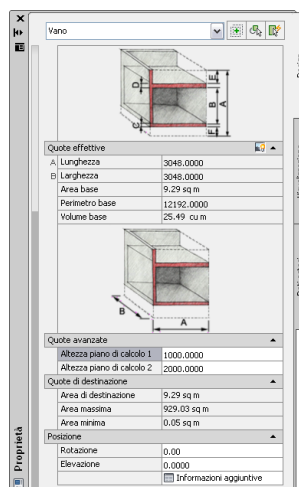 Vano
D
C
E
B
F
A
Quote effettive
A Lunghezza 3048.0000
B Larghezza 3048.0000
Area base 9.29 sq m
Perimetro base 12192.0000
Volume base 25.49 cu m
B
A
Quote avanzate
Altezza piano di calcolo 1 1000.0000
Altezza piano di calcolo 2 2000.0000
Quote di destinazione
Area di destinazione 9.29 sq m
Area massima 929.03 sq m
Area minima 0.05 sq m
Posizione
Rotazione 0.00
Elevazione 0.0000
Informazioni aggiuntive
Proprietà